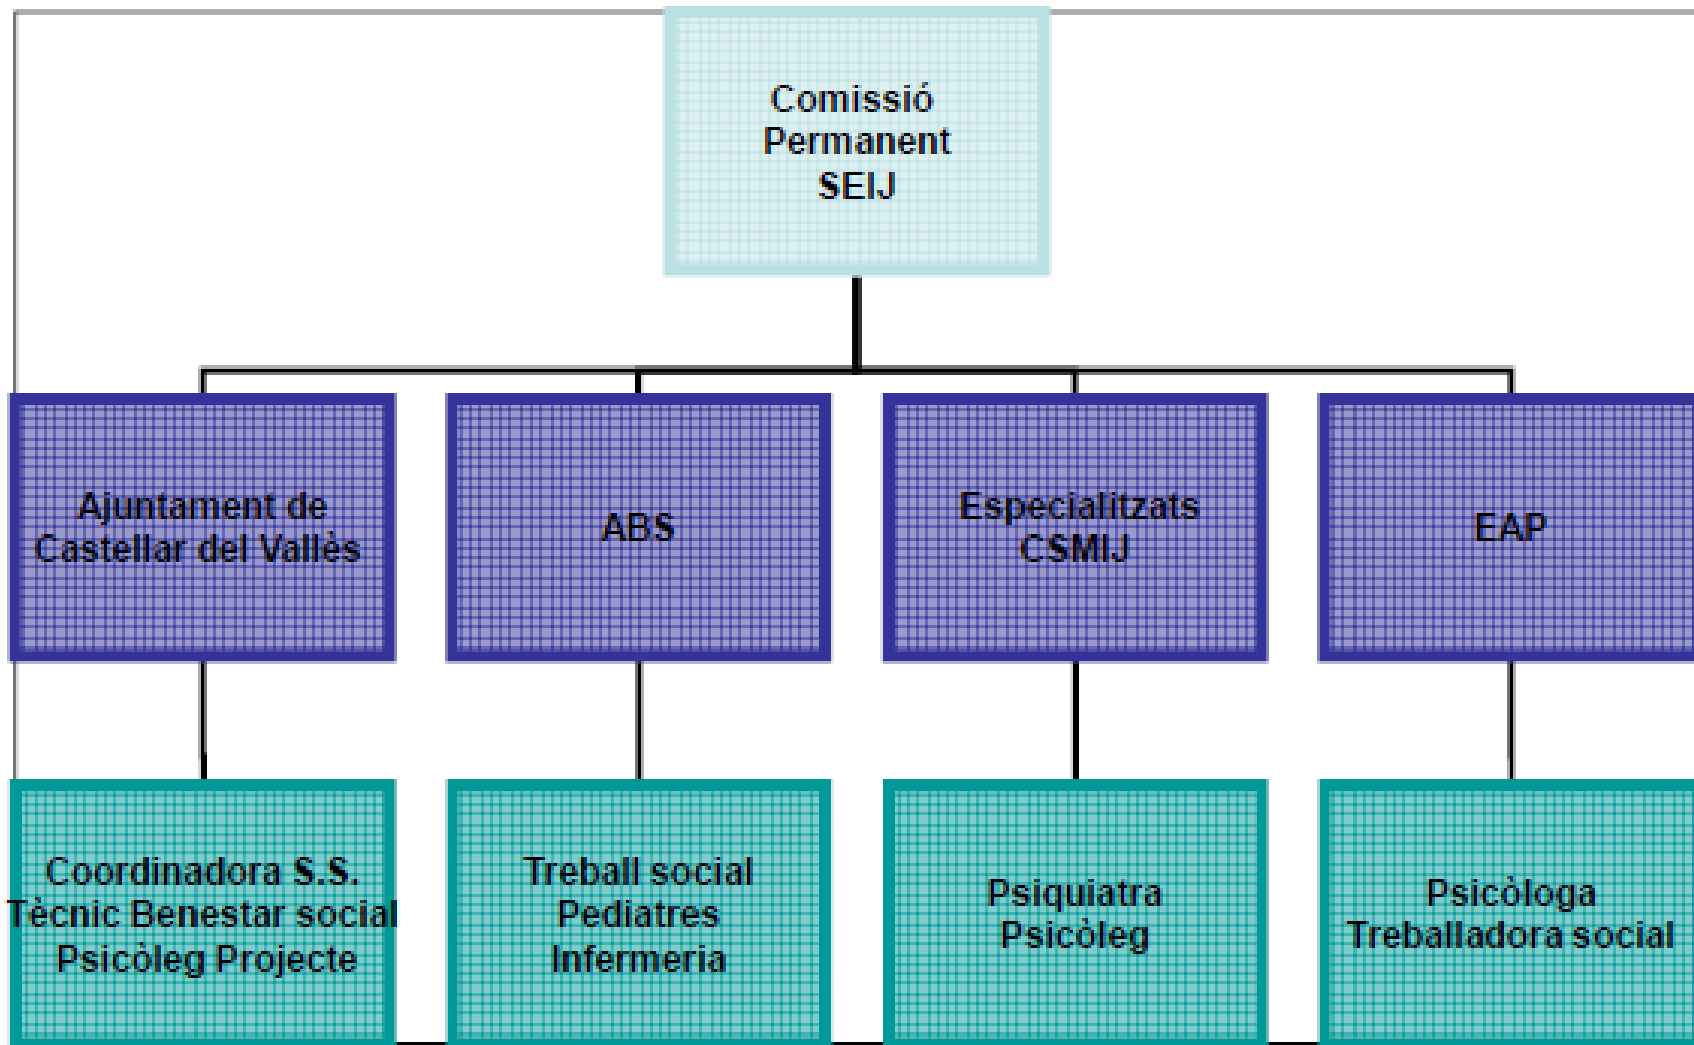 Comissió
Permanent
SEIJ
Ajuntament de
Castellar del Vallès
ABS
Especialitzats
CSMIJ
EAP
Coordinadora S.S.
Tècnic Benestar social
Psicòleg Projecte
Treball social
Pediatres
Infermeria
Psiquiatra
Psicòleg
Psicòloga
Treballadora social